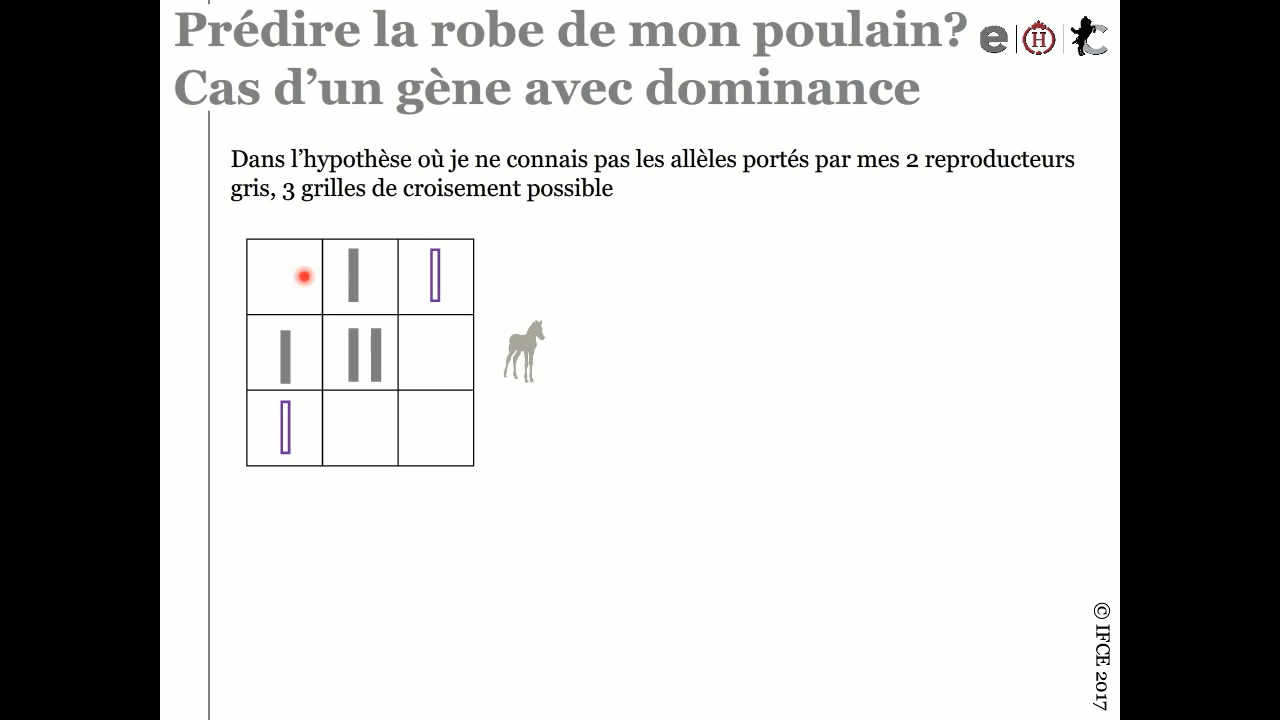 Prédire la robe de mon poulain?
Cas d’un gène avec dominance
e H C
Dans l’hypothèse où je ne connais pas les allèles portés par mes 2 reproducteurs
gris, 3 grilles de croisement possible
© IFCE 2017